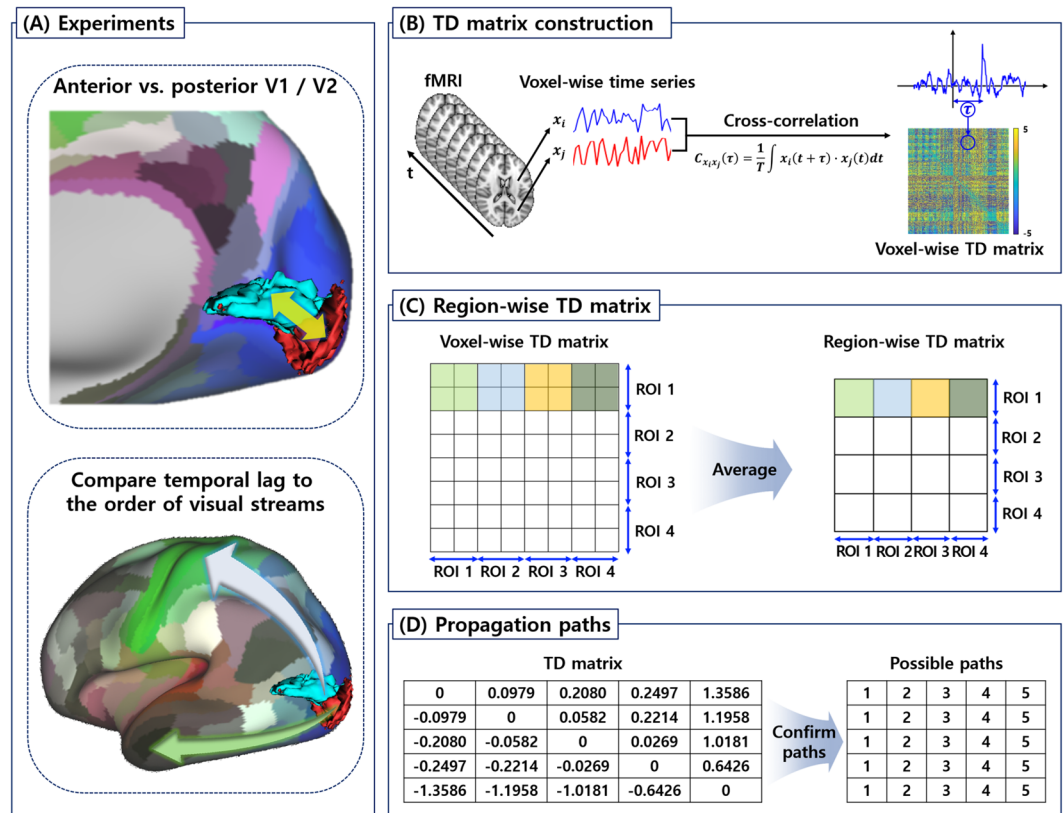 (A) Experiments
Anterior vs. posterior V1 / V2
Compare temporal lag to
the order of visual streams
(B) TD matrix construction
fMRI
t
Voxel-wise time series
x_i
x_j
Cross-correlation
C_{x_i x_j}(τ) = 1/T ∫ x_i(t + τ) · x_j(t)dt
τ
5
-5
Voxel-wise TD matrix
(C) Region-wise TD matrix
Voxel-wise TD matrix
ROI 1
ROI 2
ROI 3
ROI 4
ROI 1 ROI 2 ROI 3 ROI 4
Average
Region-wise TD matrix
ROI 1
ROI 2
ROI 3
ROI 4
ROI 1 ROI 2 ROI 3 ROI 4
(D) Propagation paths
TD matrix
0 0.0979 0.2080 0.2497 1.3586
-0.0979 0 0.0582 0.2214 1.1958
-0.2080 -0.0582 0 0.0269 1.0181
-0.2497 -0.2214 -0.0269 0 0.6426
-1.3586 -1.1958 -1.0181 -0.6426 0
Confirm
paths
Possible paths
1 2 3 4 5
1 2 3 4 5
1 2 3 4 5
1 2 3 4 5
1 2 3 4 5